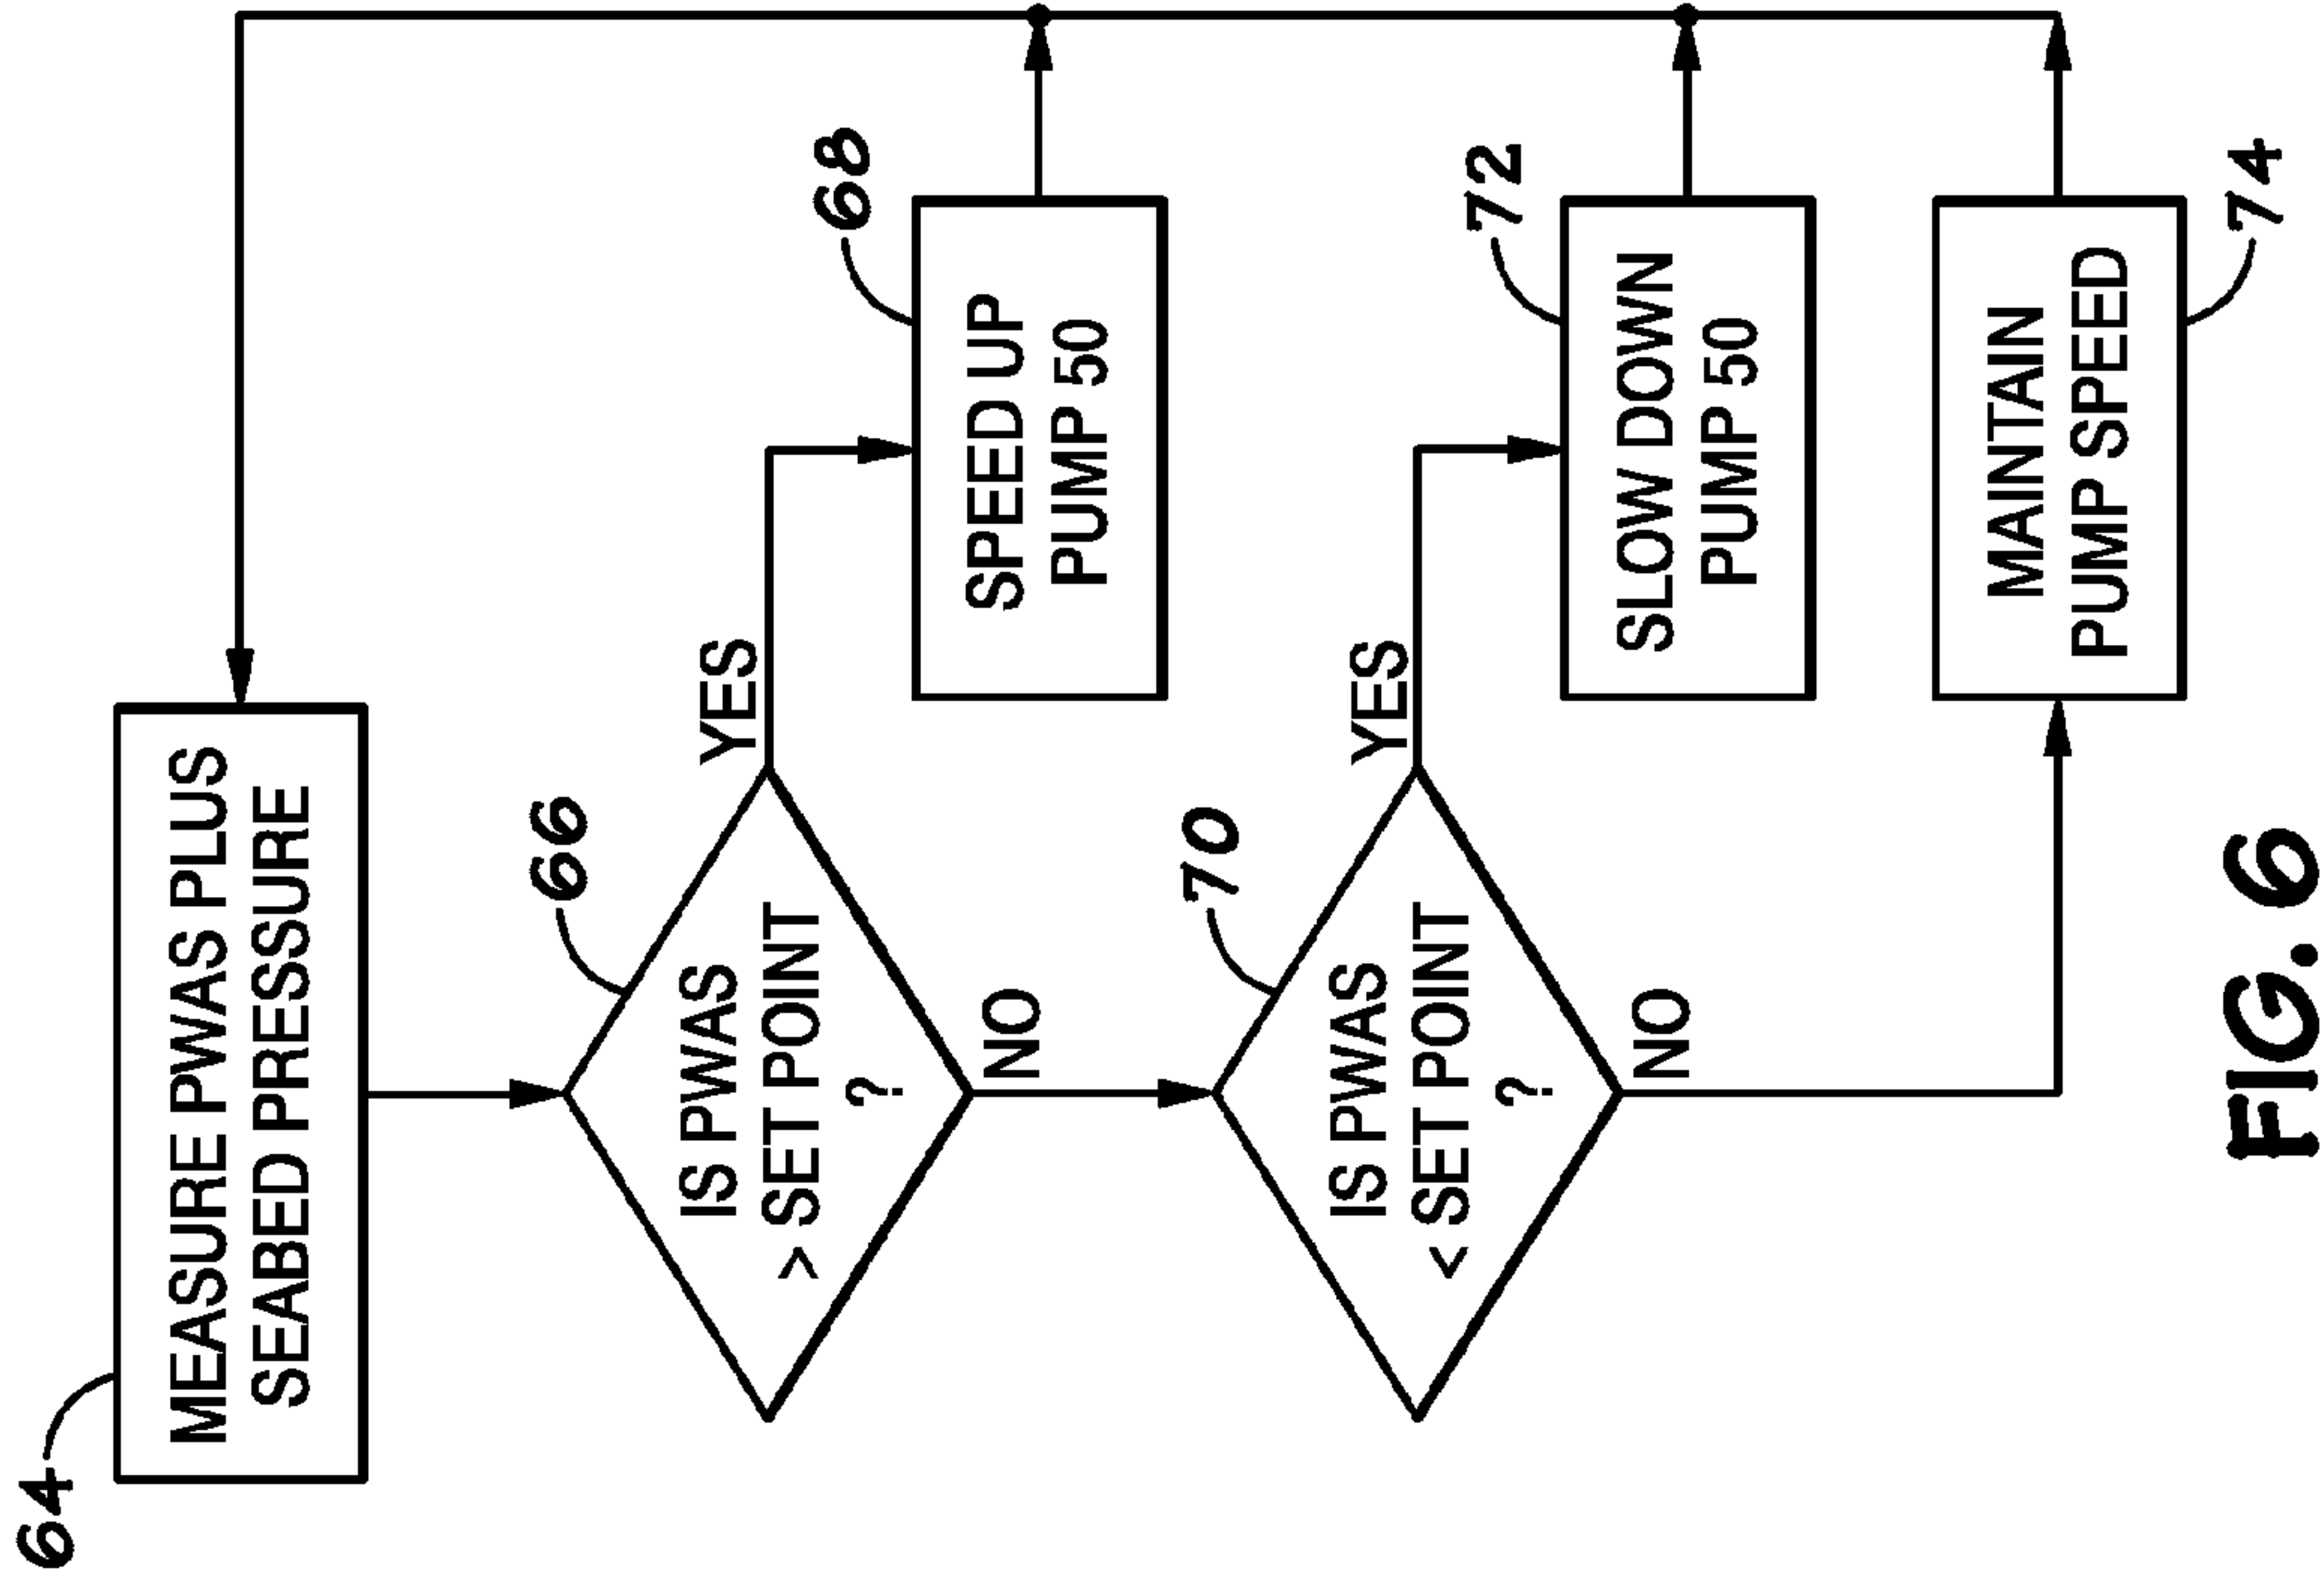 64
MEASURE PWAS PLUS
SEABED PRESSURE
66
IS PWAS
> SET POINT
?
YES
NO
68
SPEED UP
PUMP 50
70
IS PWAS
< SET POINT
?
YES
NO
72
SLOW DOWN
PUMP 50
MAINTAIN
PUMP SPEED
74
FIG. 6